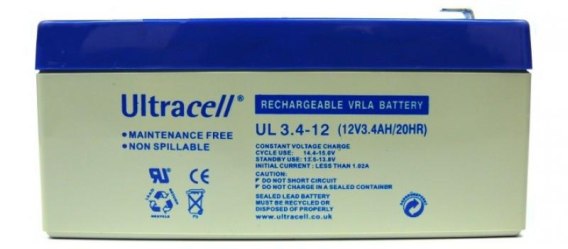 Ultracell®
• MAINTENANCE FREE
• NON SPILLABLE
RECYCLE
Pb
RECHARGEABLE VRLA BATTERY
UL 3.4-12 (12V3.4AH/20HR)
CONSTANT VOLTAGE CHARGE
CYCLE USE: 14.4-15.0V
STANDBY USE: 13.5-13.8V
INITIAL CURRENT: LESS THAN 1.02A
CAUTION:
DO NOT SHORT CIRCUIT
DO NOT CHARGE IN A SEALED CONTAINER
SEALED LEAD BATTERY
MUST BE RECYCLED OR
DISPOSED OF PROPERLY
www.ultracell.co.uk